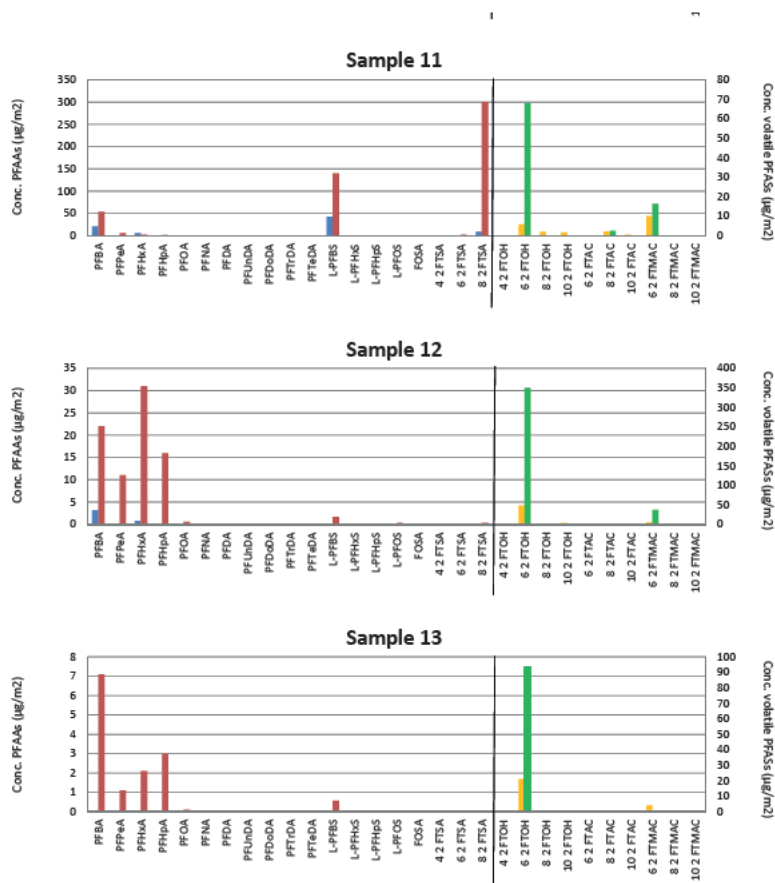 1
Sample 11
Conc. PFAAs (µg/m2)
350
300
250
200
150
100
50
0
80
70
60
50
40
30
20
10
0
Conc. volatile PFASs (µg/m2)
PFBA
PFPeA
PFHxA
PFHpA
PFOA
PFNA
PFDA
PFUnDA
PFDoDA
PFTrDA
PFTeDA
L-PFBS
L-PFHxS
L-PFHpS
L-PFOS
FOSA
4 2 FTSA
6 2 FTSA
8 2 FTSA
4 2 FTOH
6 2 FTOH
8 2 FTOH
10 2 FTOH
6 2 FTAC
8 2 FTAC
10 2 FTAC
6 2 FTMAC
8 2 FTMAC
10 2 FTMAC
Sample 12
Conc. PFAAs (µg/m2)
35
30
25
20
15
10
5
0
400
350
300
250
200
150
100
50
0
Conc. volatile PFASs (µg/m2)
PFBA
PFPeA
PFHxA
PFHpA
PFOA
PFNA
PFDA
PFUnDA
PFDoDA
PFTrDA
PFTeDA
L-PFBS
L-PFHxS
L-PFHpS
L-PFOS
FOSA
4 2 FTSA
6 2 FTSA
8 2 FTSA
4 2 FTOH
6 2 FTOH
8 2 FTOH
10 2 FTOH
6 2 FTAC
8 2 FTAC
10 2 FTAC
6 2 FTMAC
8 2 FTMAC
10 2 FTMAC
Sample 13
Conc. PFAAs (µg/m2)
8
7
6
5
4
3
2
1
0
100
90
80
70
60
50
40
30
20
10
0
Conc. volatile PFASs (µg/m2)
PFBA
PFPeA
PFHxA
PFHpA
PFOA
PFNA
PFDA
PFUnDA
PFDoDA
PFTrDA
PFTeDA
L-PFBS
L-PFHxS
L-PFHpS
L-PFOS
FOSA
4 2 FTSA
6 2 FTSA
8 2 FTSA
4 2 FTOH
6 2 FTOH
8 2 FTOH
10 2 FTOH
6 2 FTAC
8 2 FTAC
10 2 FTAC
6 2 FTMAC
8 2 FTMAC
10 2 FTMAC